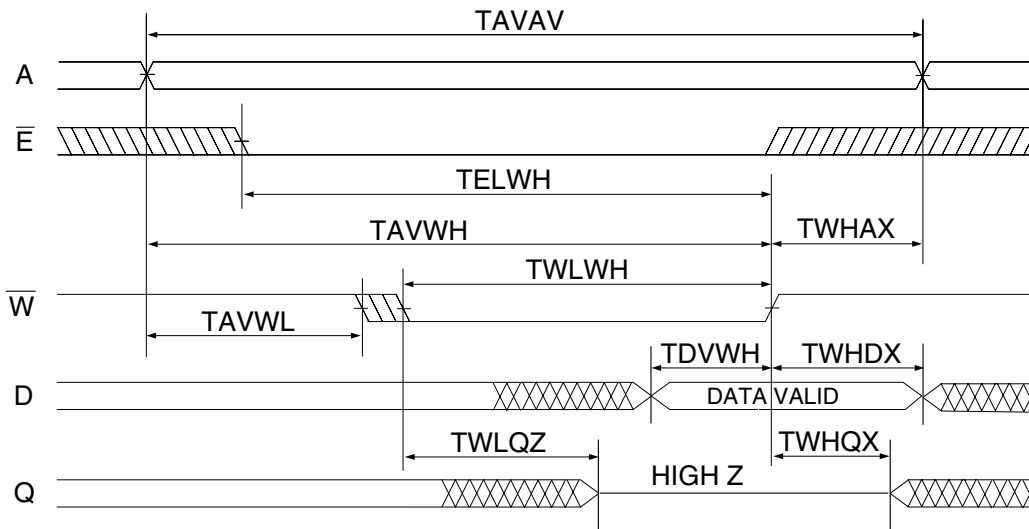 TAVAV
A
E̅
TELWH
TAVWH
TWHAX
TWLWH
W̅
TAVWL
TDVWH
TWHDX
D
DATA VALID
TWLQZ
TWHQX
Q
HIGH Z